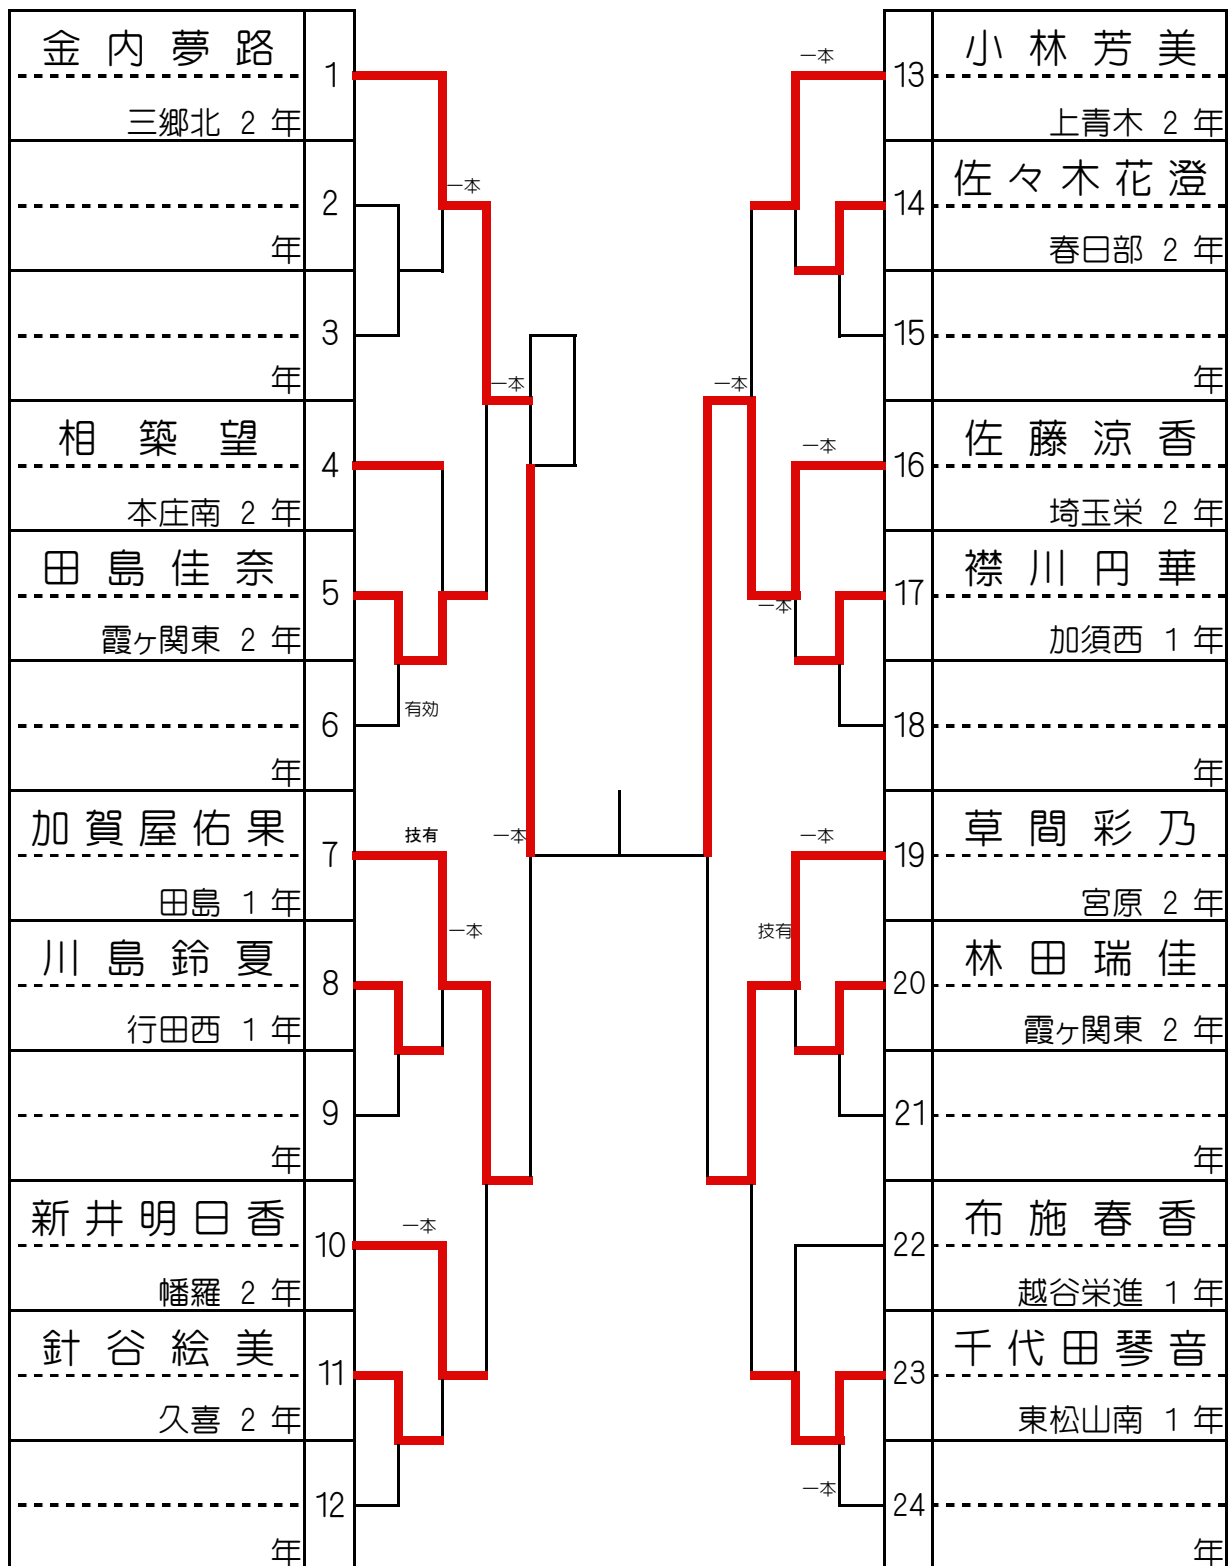 金内夢路
1
三郷北 2 年
2
年
3
年
相築望
4
本庄南 2 年
田島佳奈
5
霞ヶ関東 2 年
6
年
加賀屋佑果
7
田島 1 年
川島鈴夏
8
行田西 1 年
9
年
新井明日香
10
幡羅 2 年
針谷絵美
11
久喜 2 年
12
年
一本
一本
有効
技有
一本
一本
一本
一本
一本
一本
一本
一本
技有
一本
小林芳美
13
上青木 2 年
佐々木花澄
14
春日部 2 年
15
年
佐藤涼香
16
埼玉栄 2 年
襟川円華
17
加須西 1 年
18
年
草間彩乃
19
宮原 2 年
林田瑞佳
20
霞ヶ関東 2 年
21
年
布施春香
22
越谷栄進 1 年
千代田琴音
23
東松山南 1 年
24
年